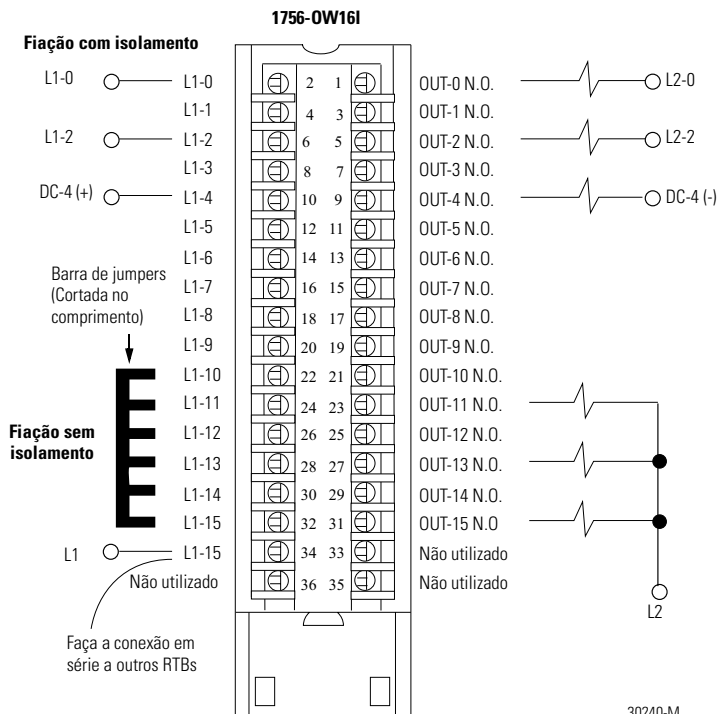 1756-OW16I
Fiação com isolamento
L1-0 L1-0 2 1 OUT-0 N.O. L2-0
L1-1 4 3 OUT-1 N.O.
L1-2 L1-2 6 5 OUT-2 N.O. L2-2
L1-3 8 7 OUT-3 N.O.
DC-4 (+) L1-4 10 9 OUT-4 N.O. DC-4 (-)
L1-5 12 11 OUT-5 N.O.
L1-6 14 13 OUT-6 N.O.
Barra de jumpers
(Cortada no
comprimento)
L1-7 16 15 OUT-7 N.O.
L1-8 18 17 OUT-8 N.O.
L1-9 20 19 OUT-9 N.O.
L1-10 22 21 OUT-10 N.O.
L1-11 24 23 OUT-11 N.O.
Fiação sem
isolamento
L1-12 26 25 OUT-12 N.O.
L1-13 28 27 OUT-13 N.O.
L1-14 30 29 OUT-14 N.O.
L1-15 32 31 OUT-15 N.O
L1 L1-15 34 33 Não utilizado
Não utilizado 36 35 Não utilizado
L2
Faça a conexão em
série a outros RTBs
30240-M